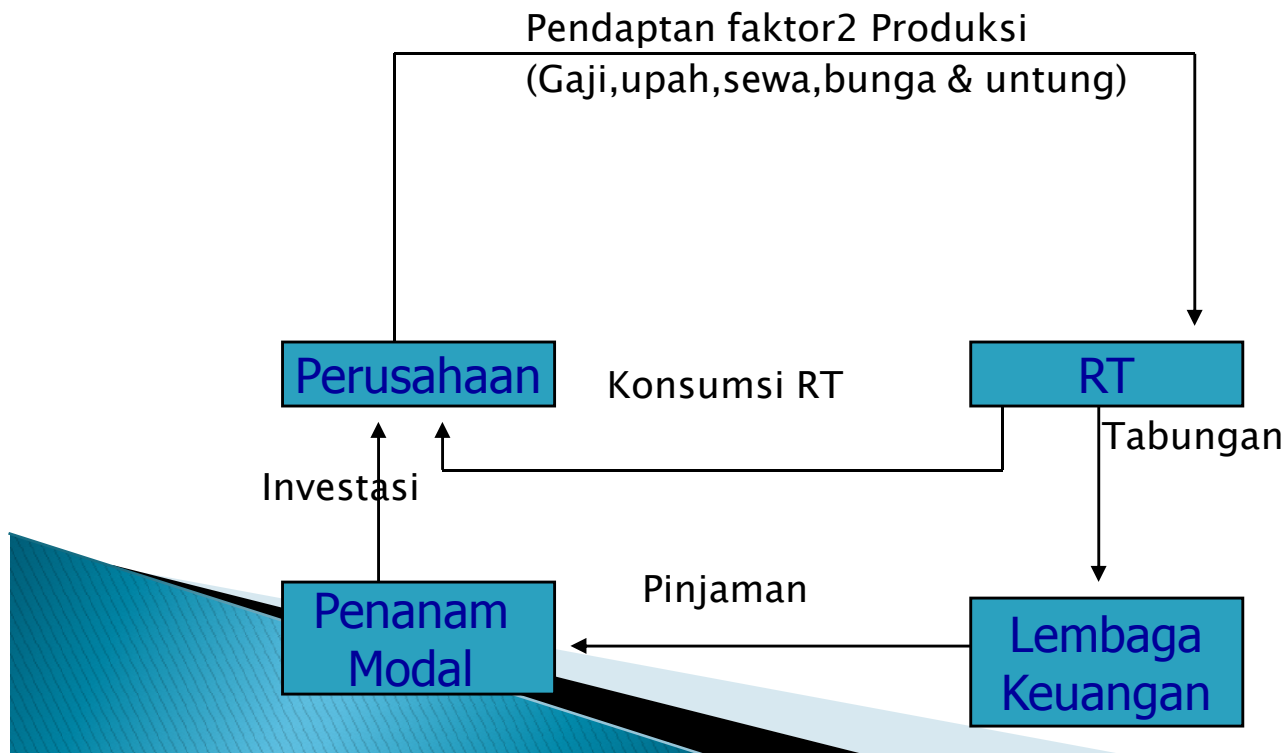 Pendaptan faktor2 Produksi
(Gaji,upah,sewa,bunga & untung)
Perusahaan
Konsumsi RT
RT
Tabungan
Investasi
Pinjaman
Penanam
Modal
Lembaga
Keuangan